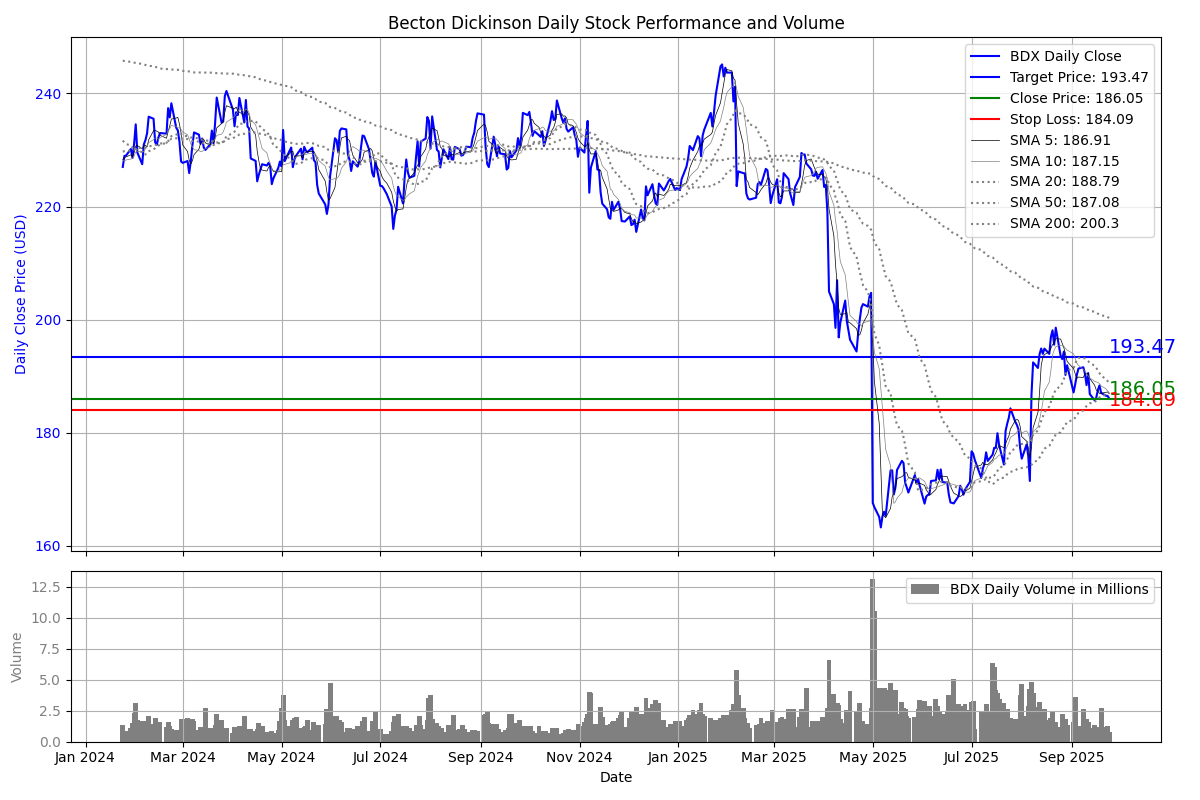 Becton Dickinson Daily Stock Performance and Volume
Daily Close Price (USD)
240
220
200
180
160
BDX Daily Close
Target Price: 193.47
Close Price: 186.05
Stop Loss: 184.09
SMA 5: 186.91
SMA 10: 187.15
SMA 20: 188.79
SMA 50: 187.08
SMA 200: 200.3
193.47
186.05
184.09
Volume
12.5
10.0
7.5
5.0
2.5
0.0
BDX Daily Volume in Millions
Jan 2024 Mar 2024 May 2024 Jul 2024 Sep 2024 Nov 2024 Jan 2025 Mar 2025 May 2025 Jul 2025 Sep 2025
Date